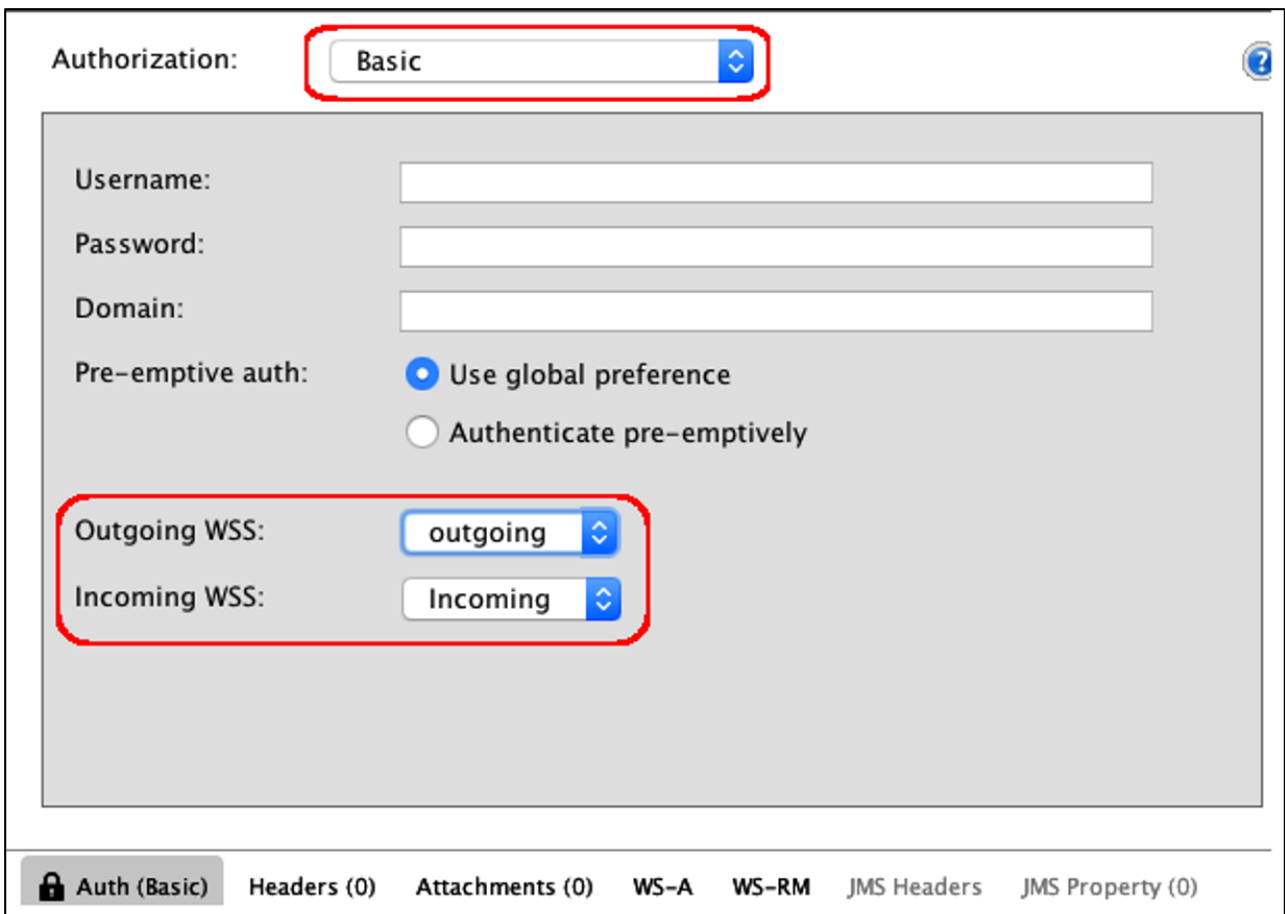 Authorization: Basic ?
Username:
Password:
Domain:
Pre-emptive auth: Use global preference
Authenticate pre-emptively
Outgoing WSS: outgoing
Incoming WSS: Incoming
Auth (Basic) Headers (0) Attachments (0) WS-A WS-RM JMS Headers JMS Property (0)